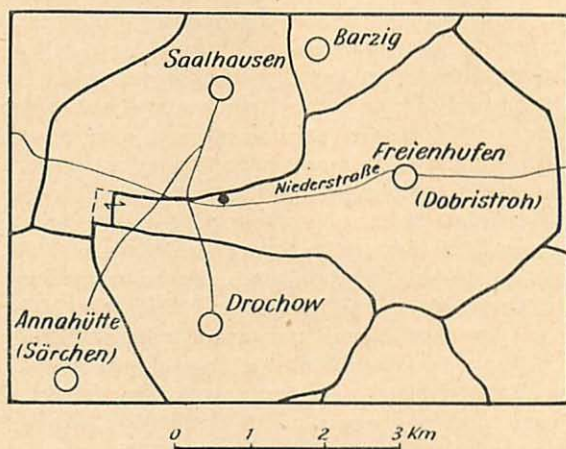 Barzig
Saalhausen
Freienhufen
Niederstraße
(Dobristroh)
Drochow
Annahütte
(Sörchen)
0 1 2 3 Km